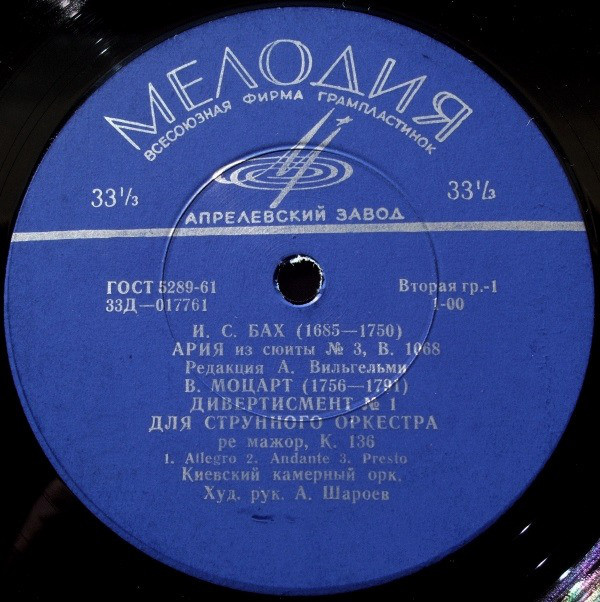 МЕЛОДИЯ
ВСЕСОЮЗНАЯ ФИРМА ГРАМПЛАСТИНОК
33⅓ 33⅓
АПРЕЛЕВСКИЙ ЗАВОД
ГОСТ 5289-61 Вторая гр.-1
33Д—017761 1-00
И. С. БАХ (1685—1750)
АРИЯ из сюиты № 3, В. 1068
Редакция А. Вильгельми
В. МОЦАРТ (1756—1791)
ДИВЕРТИСМЕНТ № 1
ДЛЯ СТРУННОГО ОРКЕСТРА
ре мажор, К. 136
1. Allegro 2. Andante 3. Presto
Киевский камерный орк.
Худ. рук. А. Шароев